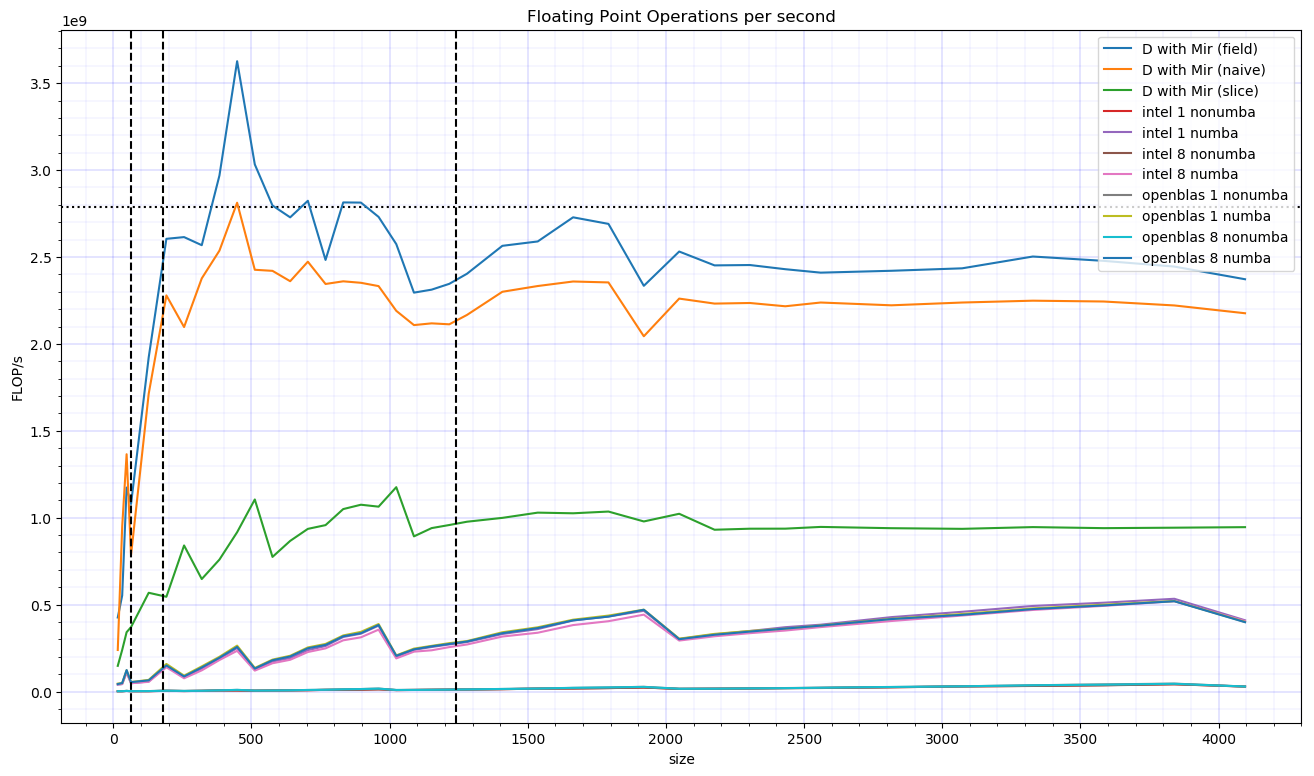 Floating Point Operations per second
1e9
3.5
3.0
2.5
2.0
1.5
1.0
0.5
0.0
FLOP/s
D with Mir (field)
D with Mir (naive)
D with Mir (slice)
intel 1 nonumba
intel 1 numba
intel 8 nonumba
intel 8 numba
openblas 1 nonumba
openblas 1 numba
openblas 8 nonumba
openblas 8 numba
0 500 1000 1500 2000 2500 3000 3500 4000
size